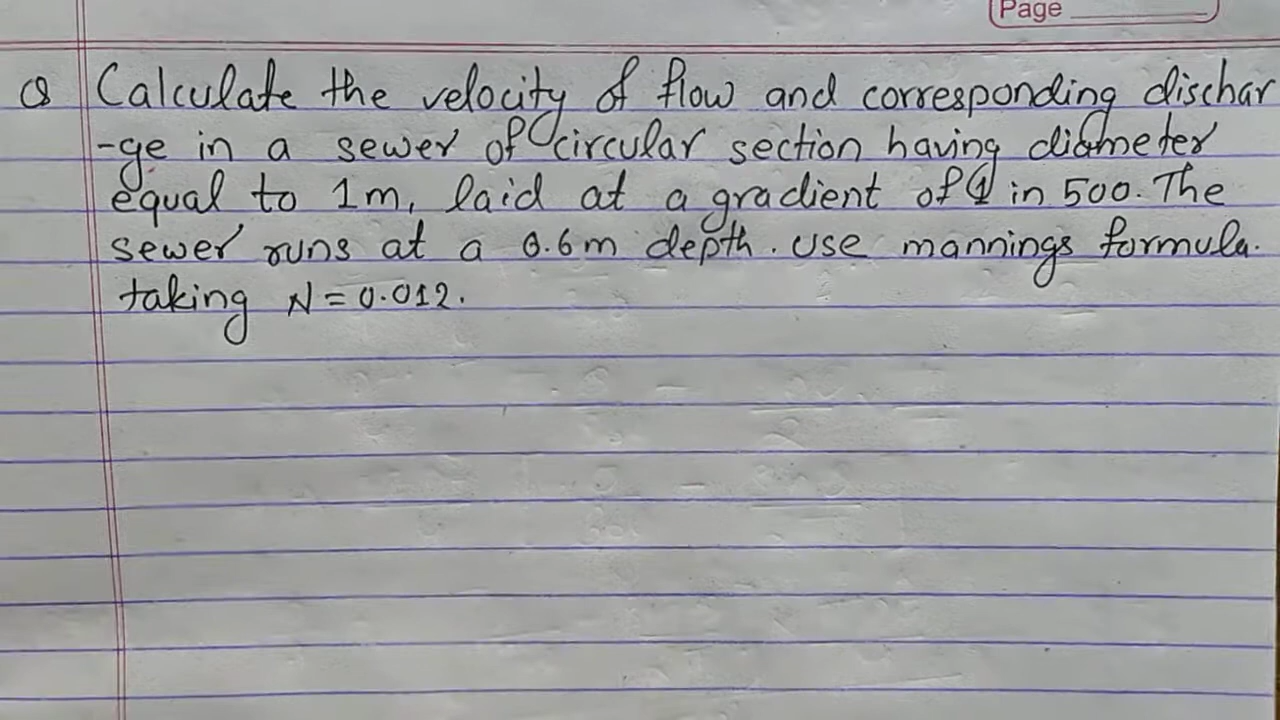 Page
Q Calculate the velocity of flow and corresponding dischar
-ge in a sewer of circular section having diameter
equal to 1m, laid at a gradient of 1 in 500. The
sewer runs at a 0.6m depth. Use mannings formula.
taking N = 0.012.